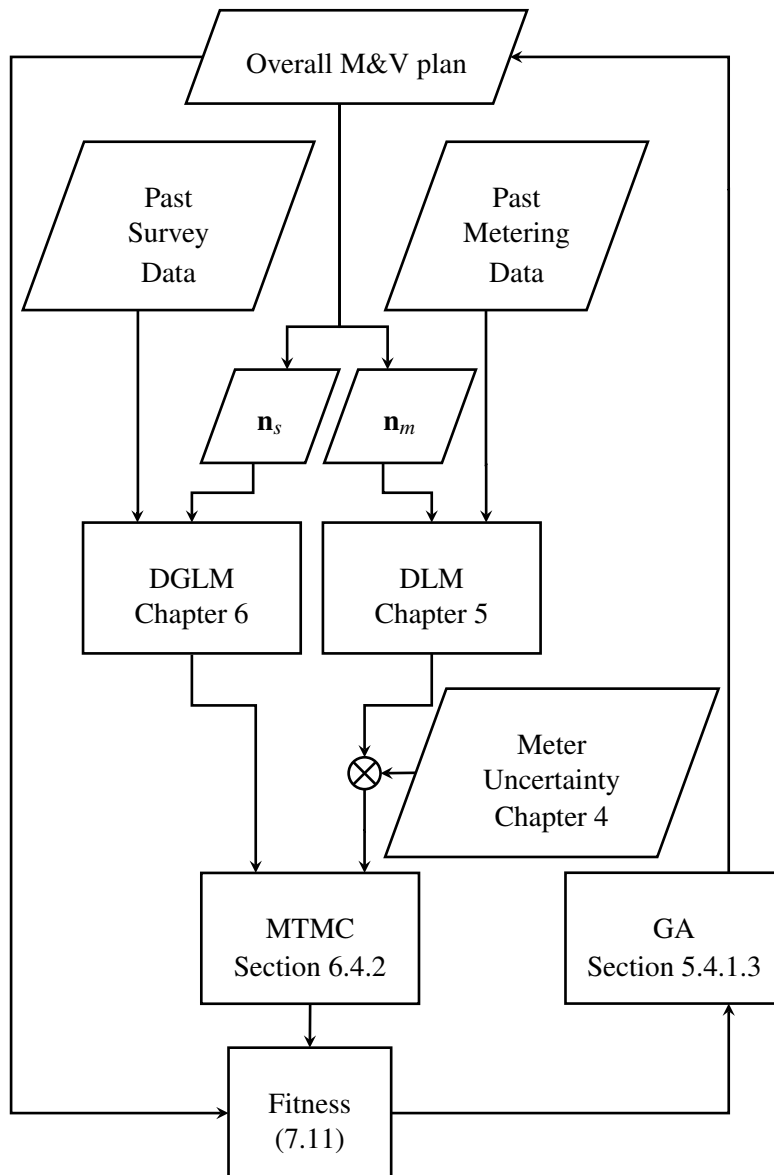 Overall M&V plan
Past
Survey
Data
Past
Metering
Data
n_s
n_m
DGLM
Chapter 6
DLM
Chapter 5
Meter
Uncertainty
Chapter 4
MTMC
Section 6.4.2
GA
Section 5.4.1.3
Fitness
(7.11)